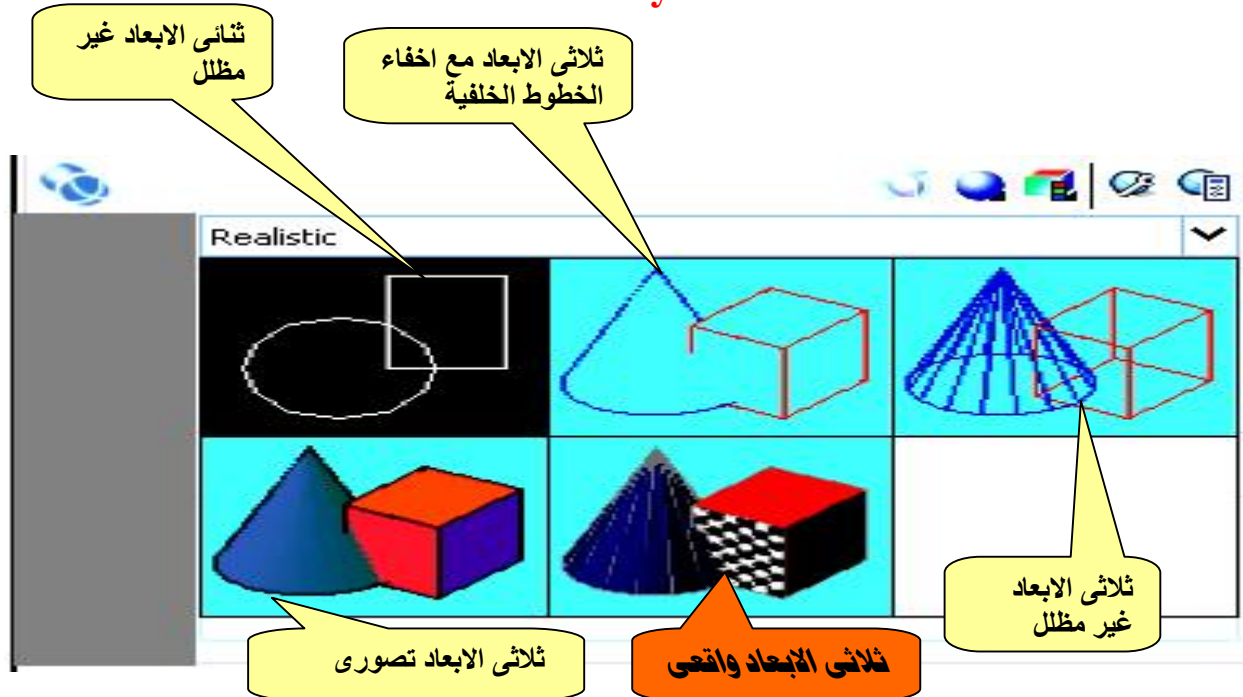 ثنائى الابعاد غير
مظلل
ثلاثى الابعاد مع اخفاء
الخطوط الخلفية
Realistic
ثلاثى الابعاد
غير مظلل
ثلاثى الابعاد تصورى
ثلاثى الابعاد واقعى